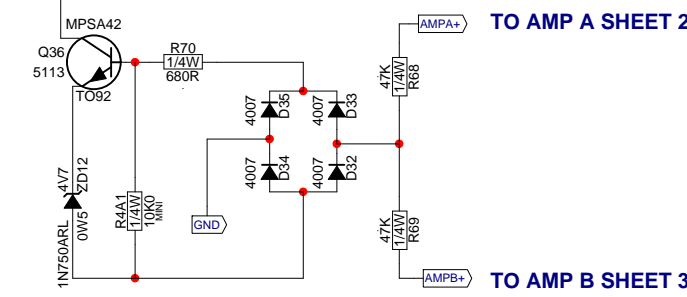 MPSA42
Q36
5113
TO92
R70
1/4W
680R
4007
D35
4007
D33
4007
D34
4007
D32
GND
47K
1/4W
R68
47K
1/4W
R69
AMPA+
TO AMP A SHEET 2
AMPB+
TO AMP B SHEET 3
4V7
ZD12
0W5
1N750ARL
R4A1
1/4W
10K0
MINI